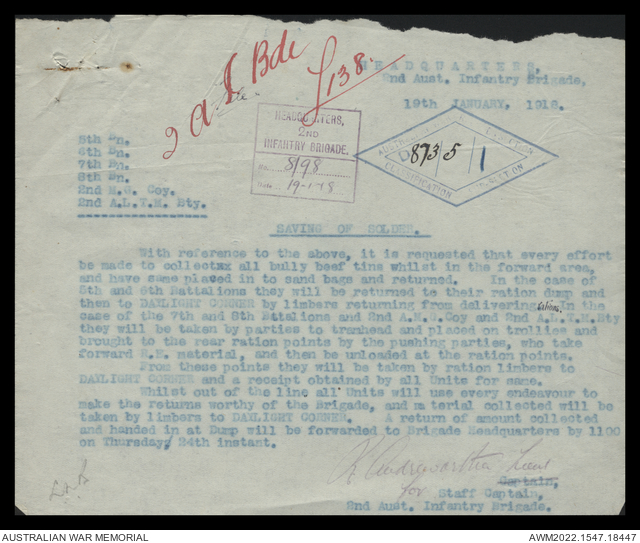 2 A I Bde
f138.
HEADQUARTERS,
2nd Aust. Infantry Brigade,
19th JANUARY, 1918.
HEADQUARTERS,
2ND
INFANTRY BRIGADE.
No. 8/98
Date 19-1-18
CLASSIFICATION
8735 1
5th Bn.
6th Bn.
7th Bn.
8th Bn.
2nd M.G. Coy.
2nd A.L.T.M. Bty.
SAVING OF SOLDER.
With reference to the above, it is requested that every effort
be made to collectxx all bully beef tins whilst in the forward area,
and have same placed in to sand bags and returned. In the case of
5th and 6th Battalions they will be returned to their ration dump and
then to DAYLIGHT CORNER by limbers returning from delivering rations. In the
case of the 7th and 8th Bttalions and 2nd A.M.G.Coy and 2nd A.L.T.M.Bty
they will be taken by parties to tramhead and placed on trollies and
brought to the rear ration points by the pushing parties, who take
forward R.E. material, and then be unloaded at the ration points.
From these points they will be taken by ration limbers to
DAYLIGHT CORNER and a receipt obtained by all Units for same.
Whilst out of the line all Units will use every endeavour to
make the returns worthy of the Brigade, and material collected will be
taken by limbers to DAYLIGHT CORNER. A return of amount collected
and handed in at Dump will be forwarded to Brigade Headquarters by 1100
on Thursday, 24th instant.
Lieut
Captain,
for Staff Captain,
2nd Aust. Infantry Brigade.
AUSTRALIAN WAR MEMORIAL
AWM2022.1547.18447